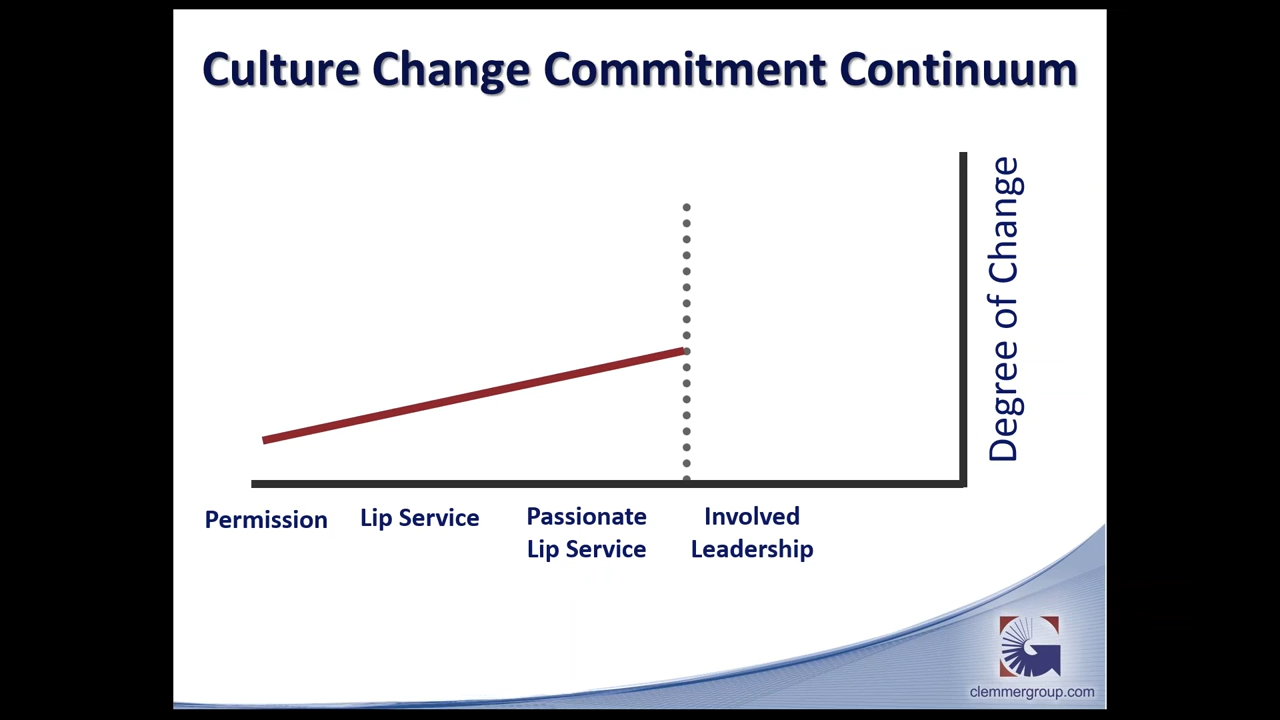 Culture Change Commitment Continuum
Degree of Change
Permission
Lip Service
Passionate
Lip Service
Involved
Leadership
clemmergroup.com